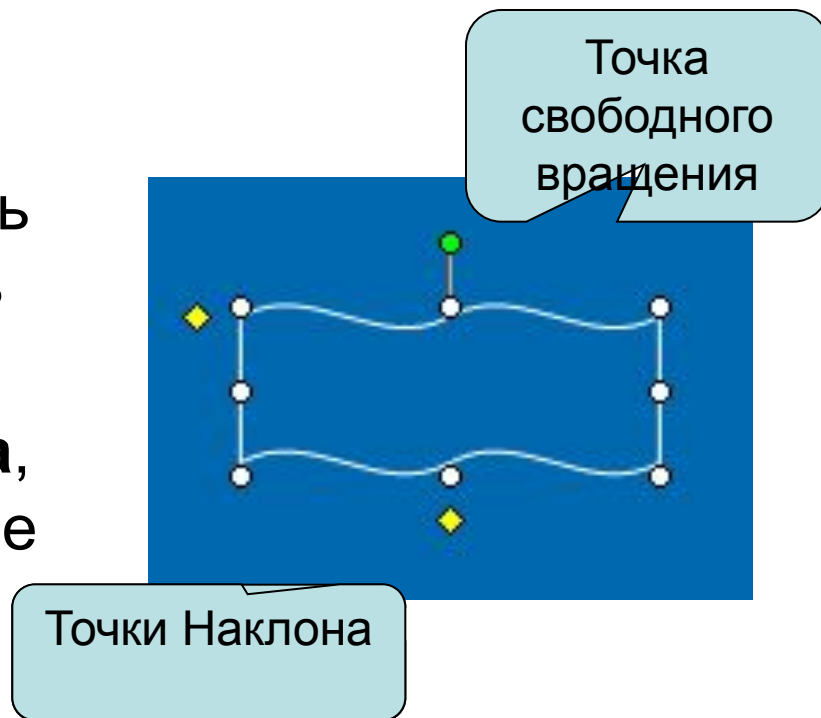 Точка
свободного
вращения
ь
а,
е
Точки Наклона